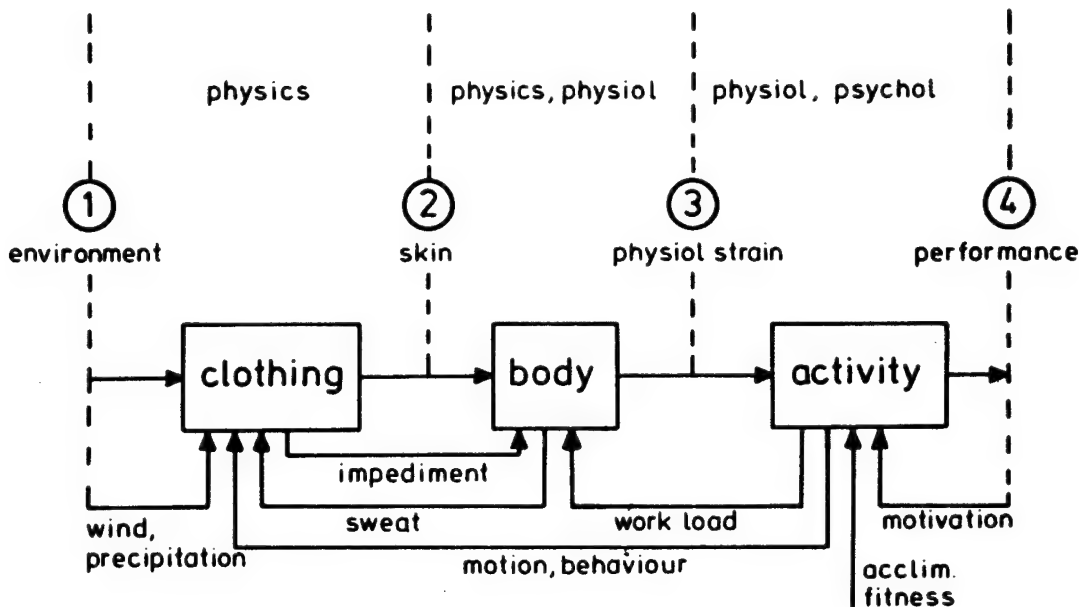 physics
physics, physiol
physiol, psychol
1
2
3
4
environment
skin
physiol strain
performance
clothing
body
activity
impediment
wind,
precipitation
sweat
work load
motivation
motion, behaviour
acclim.
fitness